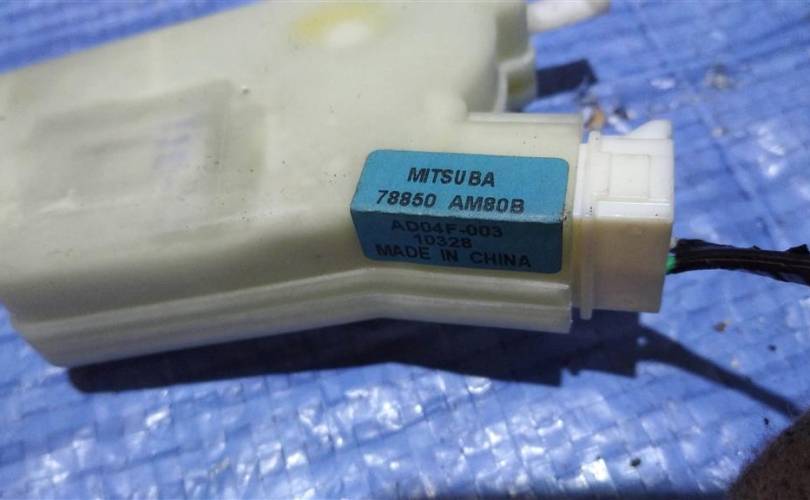 MITSUBA
78850 AM80B
AD04F-003
10328
MADE IN CHINA